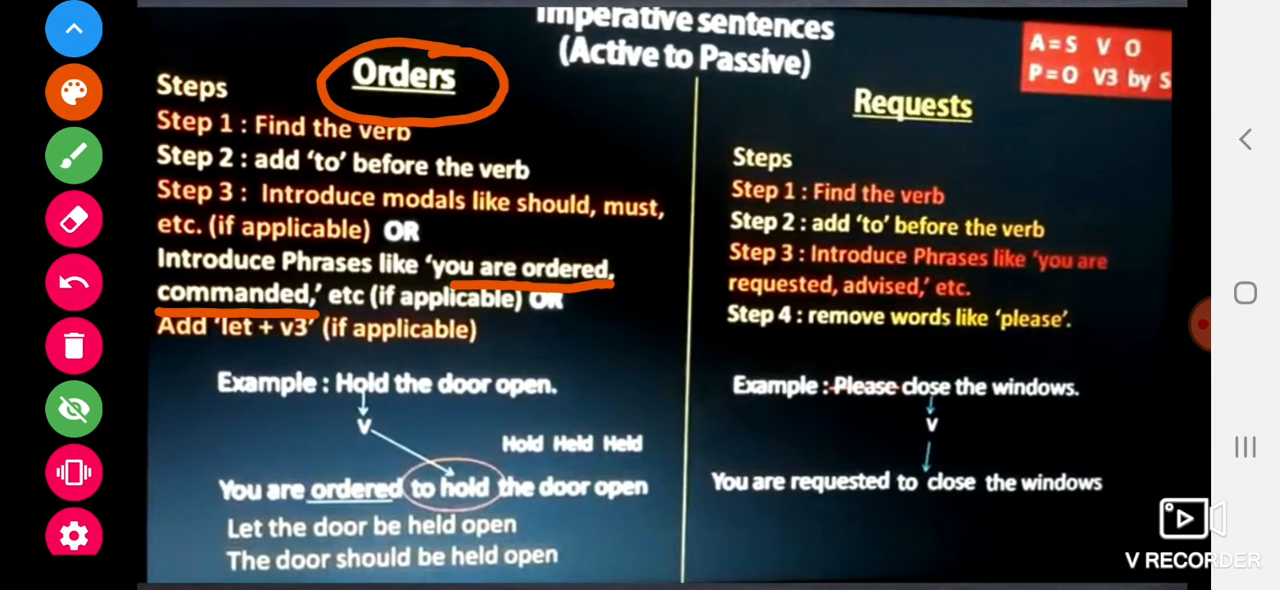 Imperative sentences
(Active to Passive)
A = S V O
P = O V3 by S
Orders
Steps
Step 1 : Find the verb
Step 2 : add ‘to’ before the verb
Step 3 : Introduce modals like should, must,
etc. (if applicable) OR
Introduce Phrases like ‘you are ordered,
commanded,’ etc (if applicable) OR
Add ‘let + v3’ (if applicable)
Example : Hold the door open.
V
Hold Held Held
You are ordered to hold the door open
Let the door be held open
The door should be held open
Requests
Steps
Step 1 : Find the verb
Step 2 : add ‘to’ before the verb
Step 3 : Introduce Phrases like ‘you are
requested, advised,’ etc.
Step 4 : remove words like ‘please’.
Example : Please close the windows.
V
You are requested to close the windows
V RECORDER